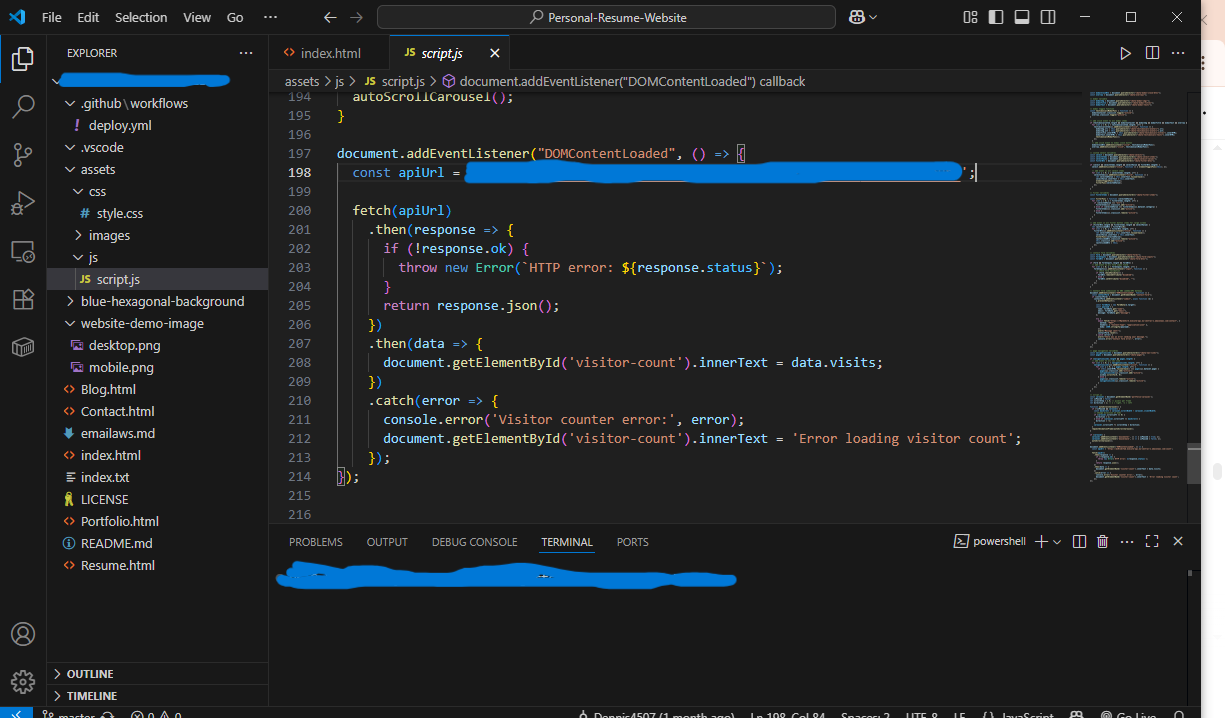 File Edit Selection View Go ··· Personal-Resume-Website
EXPLORER
.github\workflows
deploy.yml
.vscode
assets
css
style.css
images
js
script.js
blue-hexagonal-background
website-demo-image
desktop.png
mobile.png
Blog.html
Contact.html
emailaws.md
index.html
index.txt
LICENSE
Portfolio.html
README.md
Resume.html
OUTLINE
TIMELINE
index.html JS script.js
assets > js > JS script.js > document.addEventListener("DOMContentLoaded") callback
194 autoScrollCarousel();
195 }
196
197 document.addEventListener("DOMContentLoaded", () => {
198 const apiUrl = ';
199
200 fetch(apiUrl)
201 .then(response => {
202 if (!response.ok) {
203 throw new Error(`HTTP error: ${response.status}`);
204 }
205 return response.json();
206 })
207 .then(data => {
208 document.getElementById('visitor-count').innerText = data.visits;
209 })
210 .catch(error => {
211 console.error('Visitor counter error:', error);
212 document.getElementById('visitor-count').innerText = 'Error loading visitor count';
213 });
214 });
215
216
PROBLEMS OUTPUT DEBUG CONSOLE TERMINAL PORTS powershell
master 0 0 Dennis4507 (1 month ago) Ln 198, Col 84 Spaces: 2 UTF-8 LF {} JavaScript Go Live